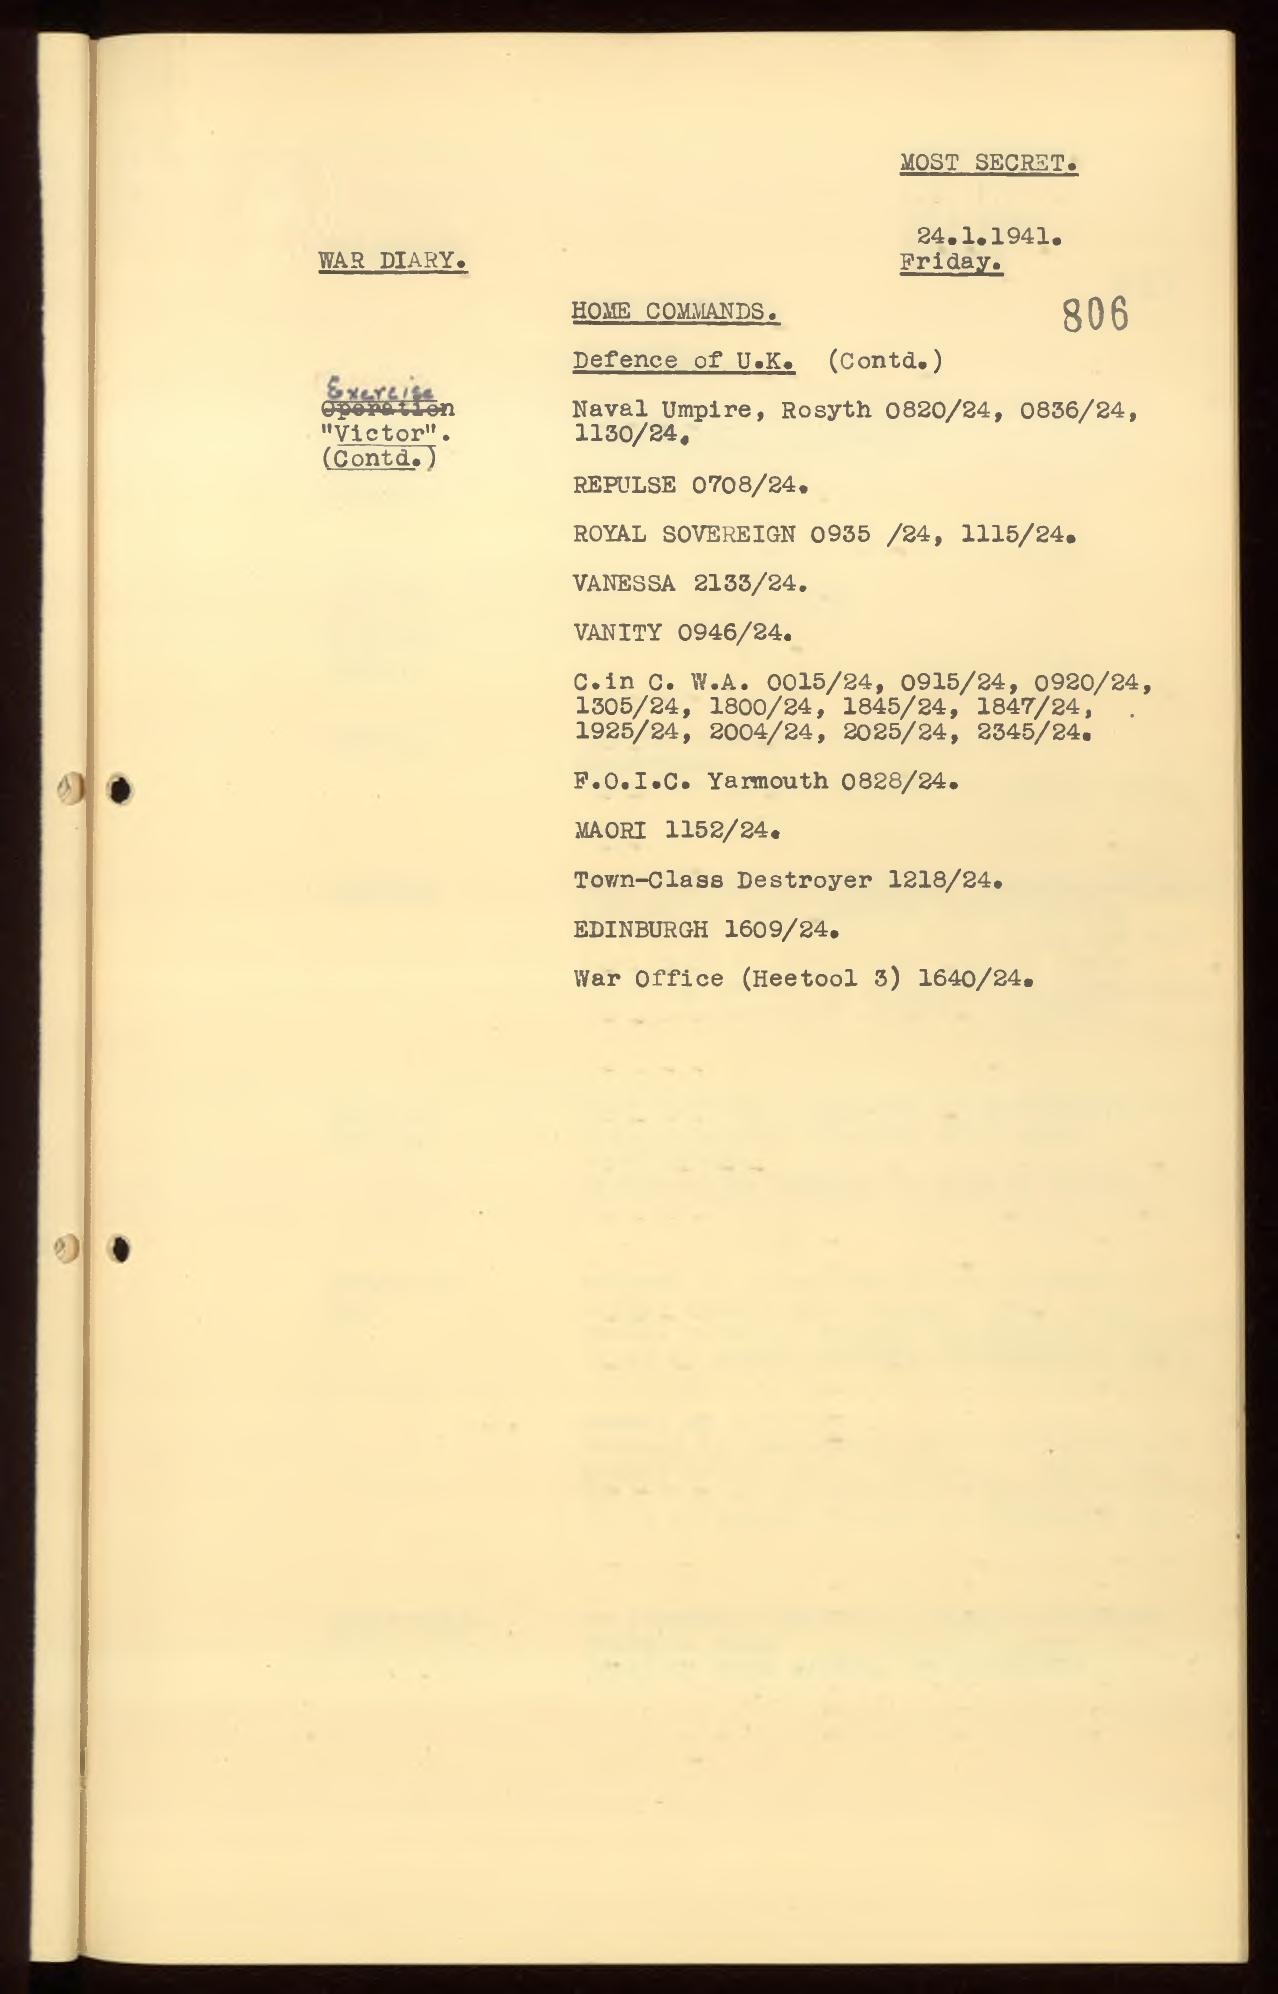 MOST SECRET.
24.1.1941.
WAR DIARY.
Friday.
HOME COMMANDS.
806
Defence of U.K. (Contd.)
Exercise
Operation
"Victor".
(Contd.)
Naval Umpire, Rosyth 0820/24, 0836/24,
1130/24.
REPULSE 0708/24.
ROYAL SOVEREIGN 0935 /24, 1115/24.
VANESSA 2133/24.
VANITY 0946/24.
C.in C. W.A. 0015/24, 0915/24, 0920/24,
1305/24, 1800/24, 1845/24, 1847/24,
1925/24, 2004/24, 2025/24, 2345/24.
F.O.I.C. Yarmouth 0828/24.
MAORI 1152/24.
Town-Class Destroyer 1218/24.
EDINBURGH 1609/24.
War Office (Heetool 3) 1640/24.